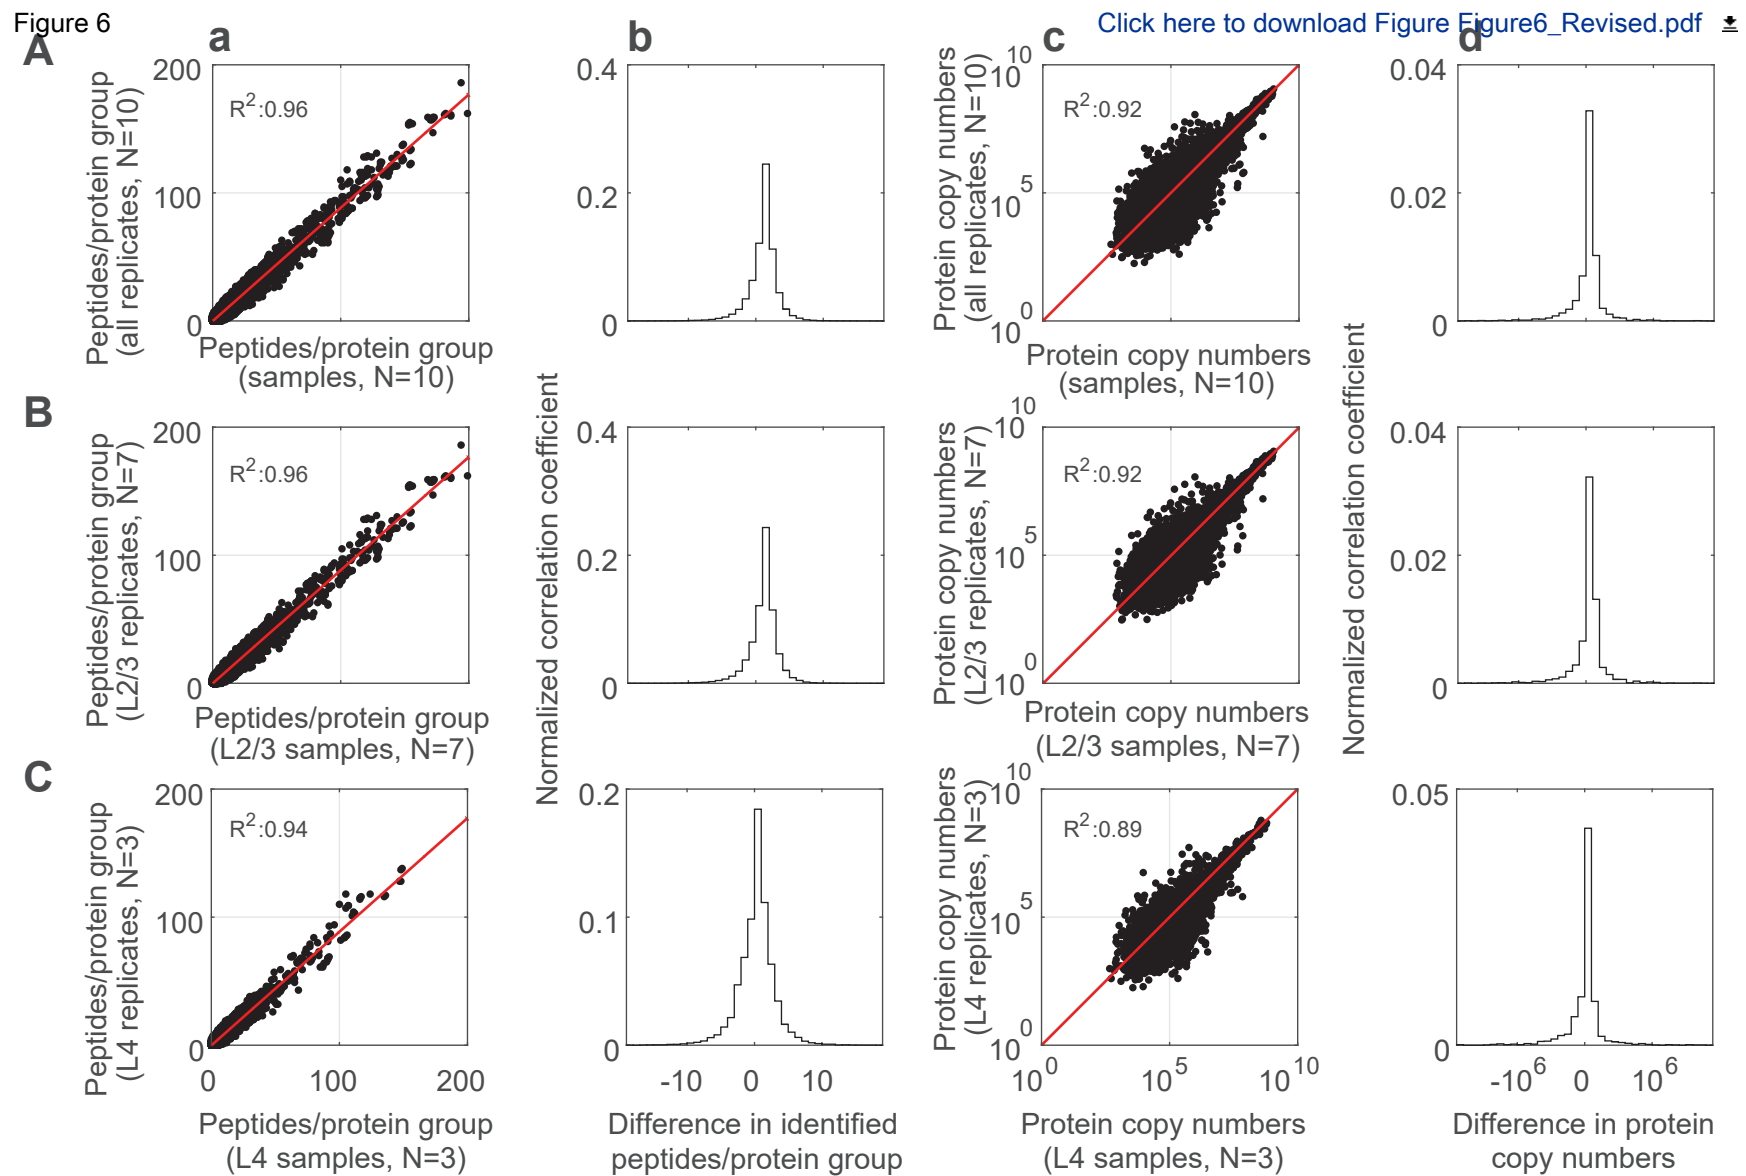 Figure 6
Click here to download Figure Figure6_Revised.pdf
a
b
c
d
A
Peptides/protein group
(all replicates, N=10)
200
100
0
R2:0.96
Peptides/protein group
(samples, N=10)
0.4
0.2
0
Protein copy numbers
(all replicates, N=10)
10^10
10^5
10^0
R2:0.92
Protein copy numbers
(samples, N=10)
0.04
0.02
0
B
Peptides/protein group
(L2/3 replicates, N=7)
200
100
0
R2:0.96
Peptides/protein group
(L2/3 samples, N=7)
Normalized correlation coefficient
0.4
0.2
0
Protein copy numbers
(L2/3 replicates, N=7)
10^10
10^5
10^0
R2:0.92
Protein copy numbers
(L2/3 samples, N=7)
Normalized correlation coefficient
0.04
0.02
0
C
Peptides/protein group
(L4 replicates, N=3)
200
100
0
R2:0.94
0 100 200
Peptides/protein group
(L4 samples, N=3)
0.2
0.1
0
-10 0 10
Difference in identified
peptides/protein group
Protein copy numbers
(L4 replicates, N=3)
10^10
10^5
10^0
R2:0.89
10^0 10^5 10^10
Protein copy numbers
(L4 samples, N=3)
0.05
0
-10^6 0 10^6
Difference in protein
copy numbers